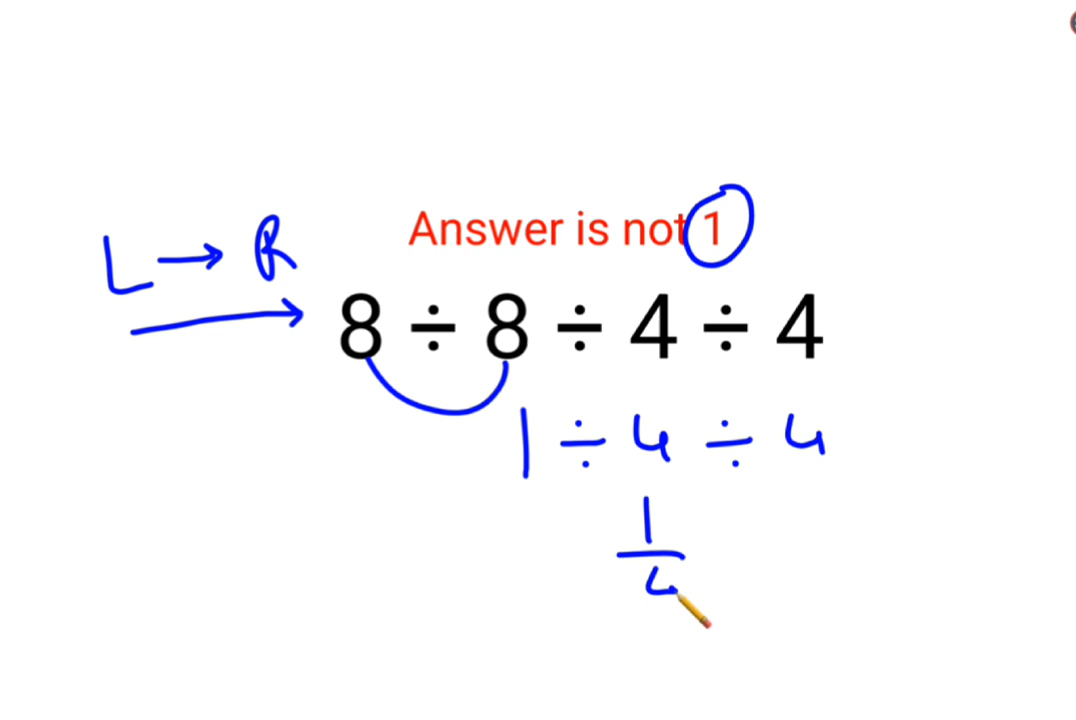 Answer is not 1
L → R
8 ÷ 8 ÷ 4 ÷ 4
1 ÷ 4 ÷ 4
1
4